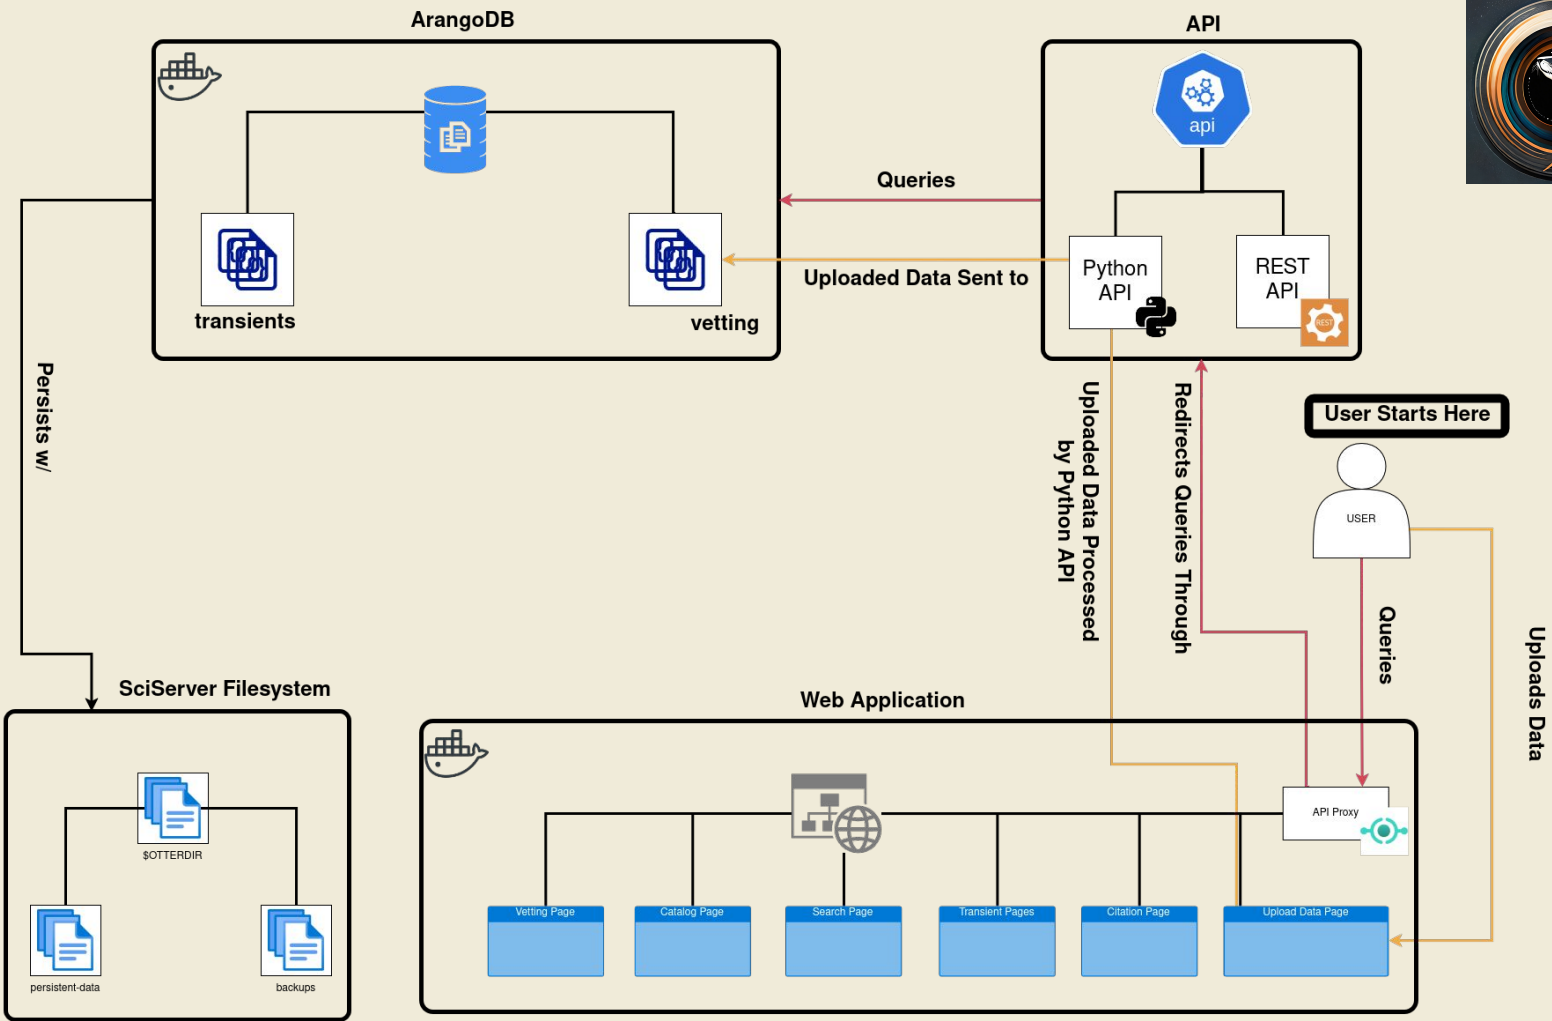 ArangoDB
API
api
Queries
Uploaded Data Sent to
Python
API
REST
API
REST
transients
vetting
Persists w/
Uploaded Data Processed
by Python API
Redirects Queries Through
User Starts Here
USER
Queries
Uploads Data
SciServer Filesystem
$OTTERDIR
persistent-data
backups
Web Application
API Proxy
Vetting Page
Catalog Page
Search Page
Transient Pages
Citation Page
Upload Data Page